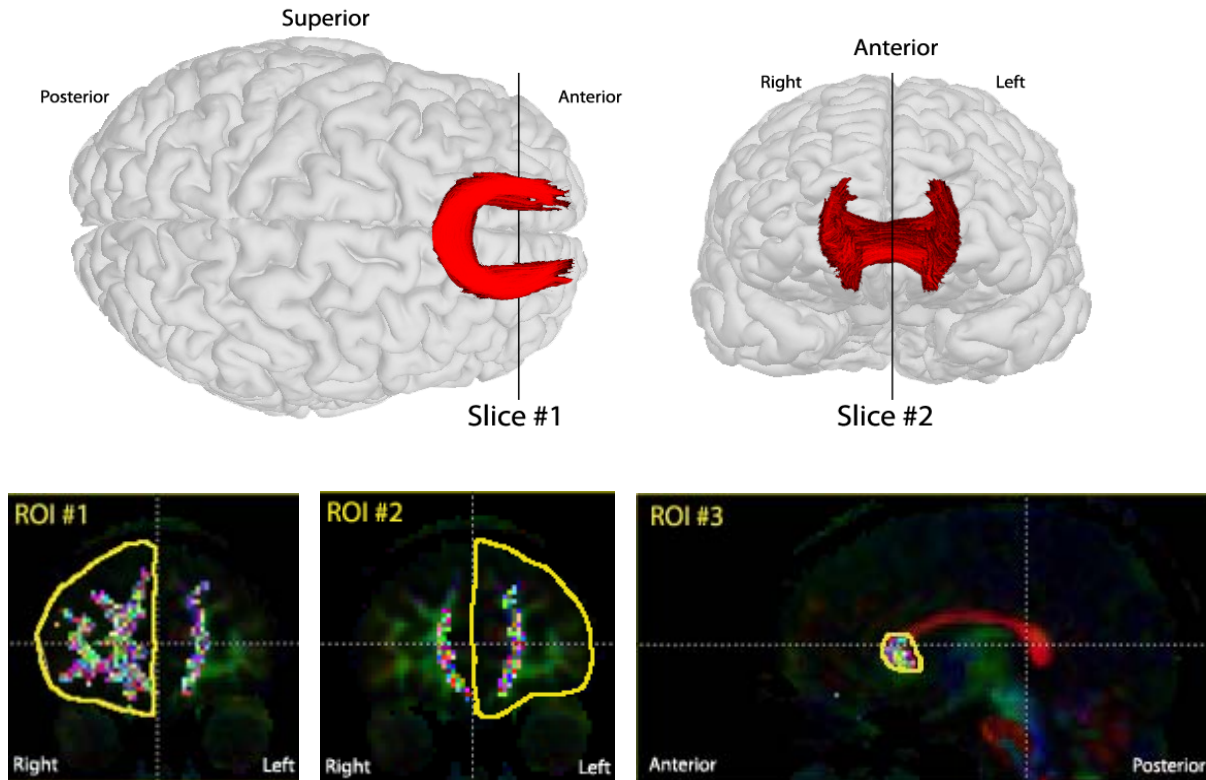 Superior
Posterior
Anterior
Slice #1
Anterior
Right
Left
Slice #2
ROI #1
Right
Left
ROI #2
Right
Left
ROI #3
Anterior
Posterior